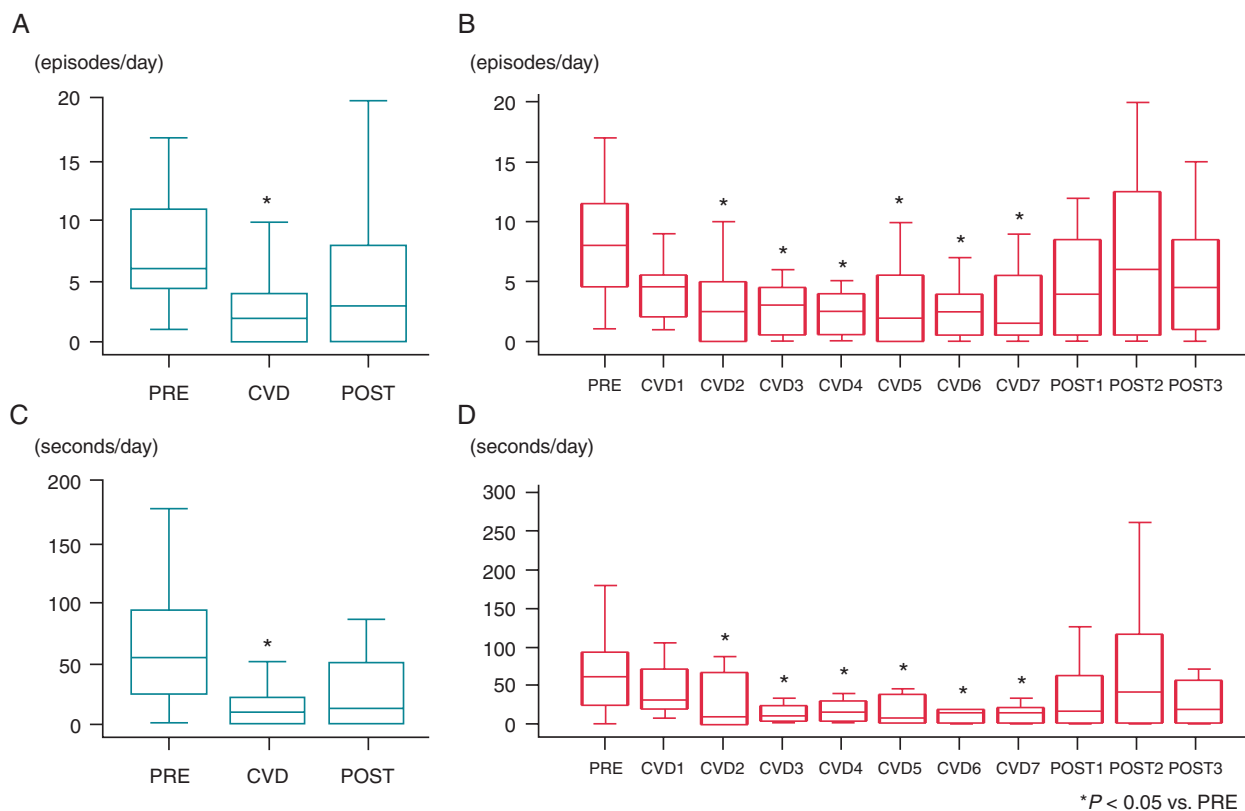 A
(episodes/day)
20
15
10
5
0
*
PRE CVD POST
B
(episodes/day)
20
15
10
5
0
* * * * * *
PRE CVD1 CVD2 CVD3 CVD4 CVD5 CVD6 CVD7 POST1 POST2 POST3
C
(seconds/day)
200
150
100
50
0
*
PRE CVD POST
D
(seconds/day)
300
250
200
150
100
50
0
* * * * * *
PRE CVD1 CVD2 CVD3 CVD4 CVD5 CVD6 CVD7 POST1 POST2 POST3
*P < 0.05 vs. PRE